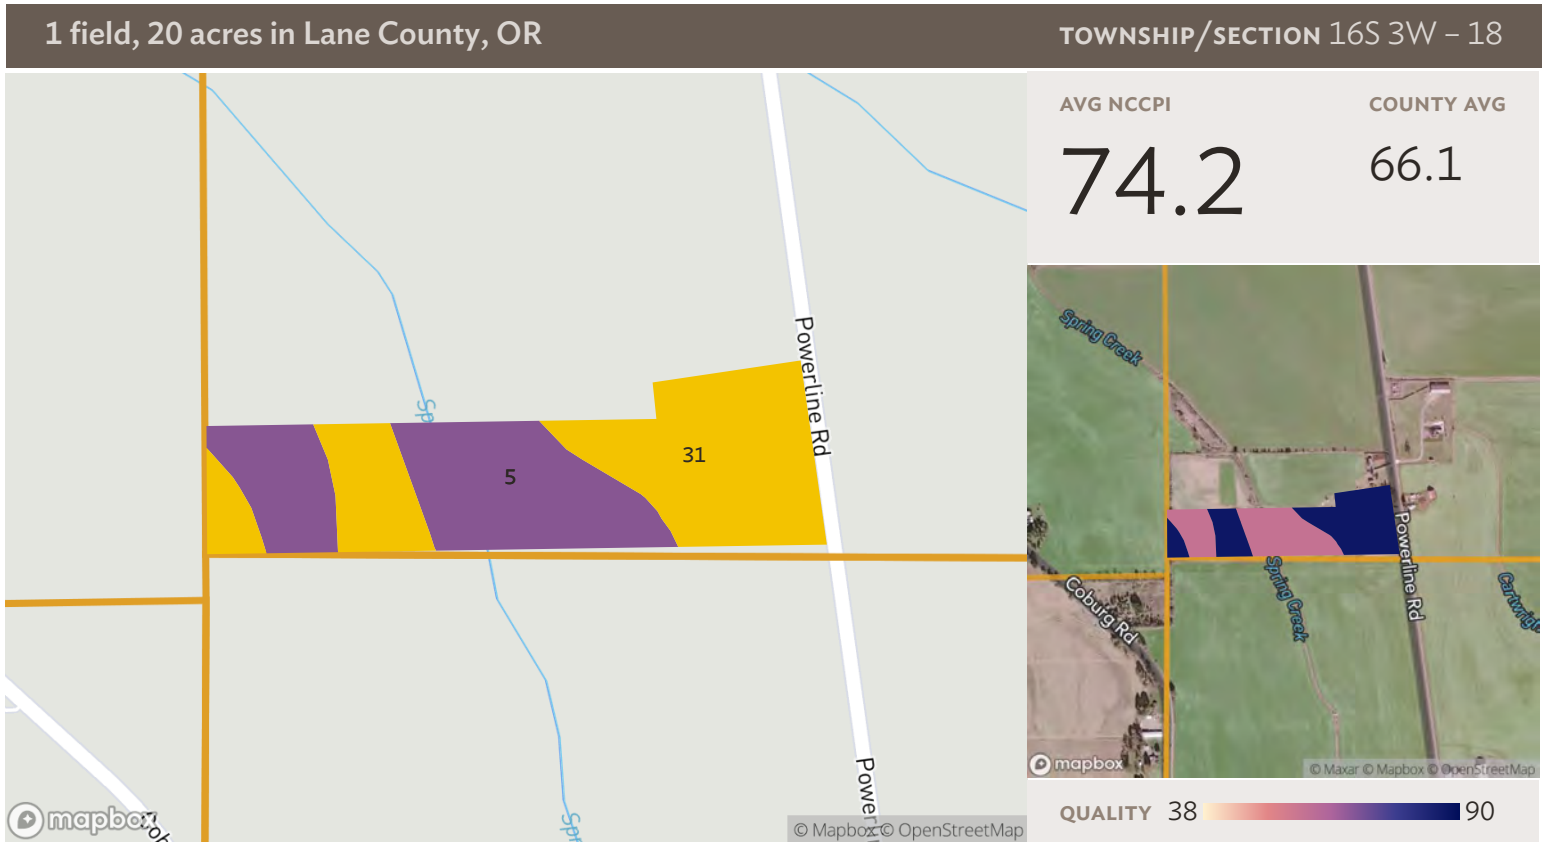 1 field, 20 acres in Lane County, OR
TOWNSHIP/SECTION 16S 3W – 18
AVG NCCPI
COUNTY AVG
74.2
66.1
Powerline Rd
Sp
31
5
Spring Creek
Powerline Rd
Spring Creek
Coburg Rd
mapbox
© Mapbox © OpenStreetMap
mapbox
© Maxar © Mapbox © OpenStreetMap
QUALITY 38 90